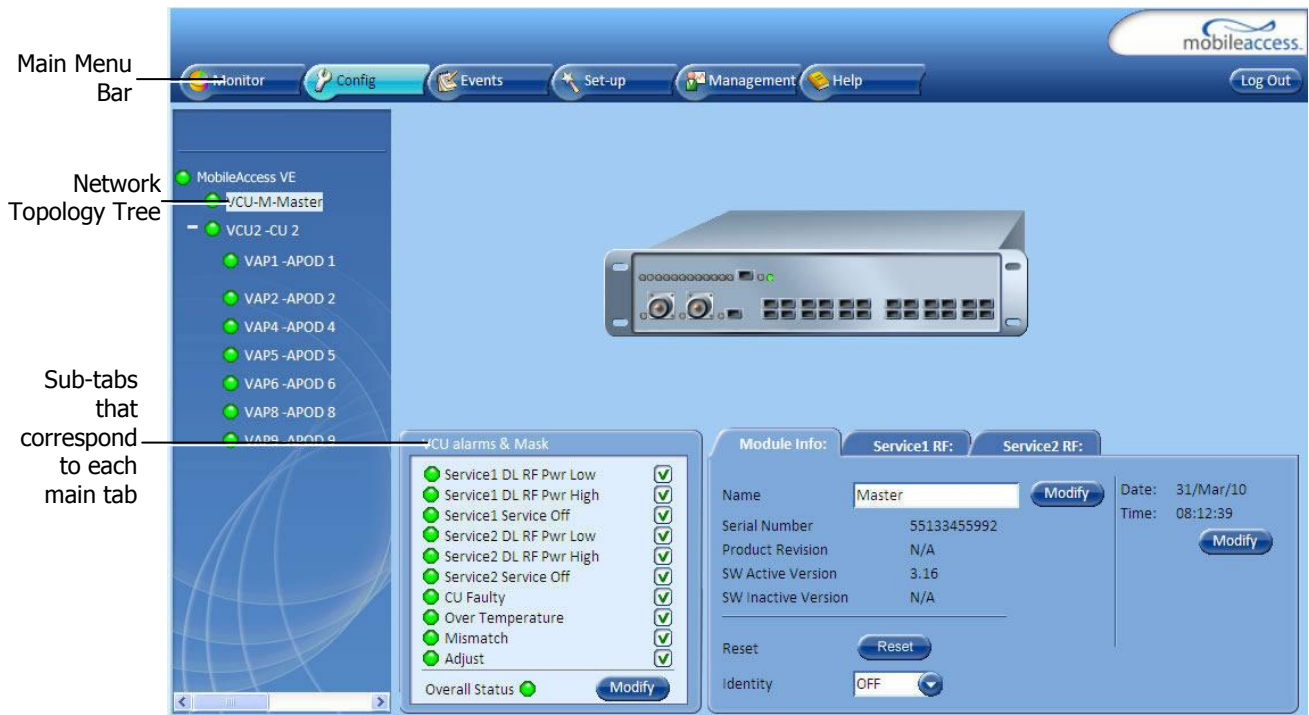 mobileaccess.
Main Menu
Bar
Monitor
Config
Events
Set-up
Management
Help
Log Out
Network
Topology Tree
MobileAccess VE
VCU-M-Master
VCU2 -CU 2
VAP1 -APOD 1
VAP2 -APOD 2
VAP4 -APOD 4
VAP5 -APOD 5
VAP6 -APOD 6
VAP8 -APOD 8
VAP9 -APOD 9
Sub-tabs
that
correspond
to each
main tab
VCU alarms & Mask
Service1 DL RF Pwr Low
Service1 DL RF Pwr High
Service1 Service Off
Service2 DL RF Pwr Low
Service2 DL RF Pwr High
Service2 Service Off
CU Faulty
Over Temperature
Mismatch
Adjust
Overall Status
Modify
Module Info:
Service1 RF:
Service2 RF:
Name
Master
Modify
Serial Number 55133455992
Product Revision N/A
SW Active Version 3.16
SW Inactive Version N/A
Reset
Reset
Identity
OFF
Date: 31/Mar/10
Time: 08:12:39
Modify